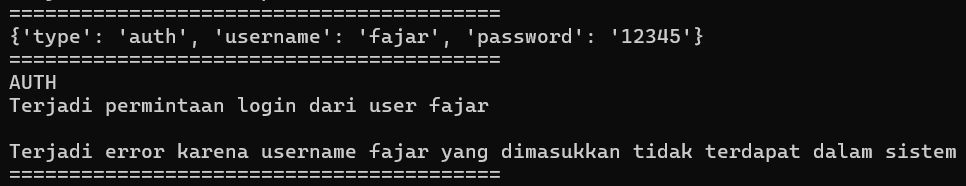 =========================================
{'type': 'auth', 'username': 'fajar', 'password': '12345'}
=========================================
AUTH
Terjadi permintaan login dari user fajar
Terjadi error karena username fajar yang dimasukkan tidak terdapat dalam sistem
=========================================